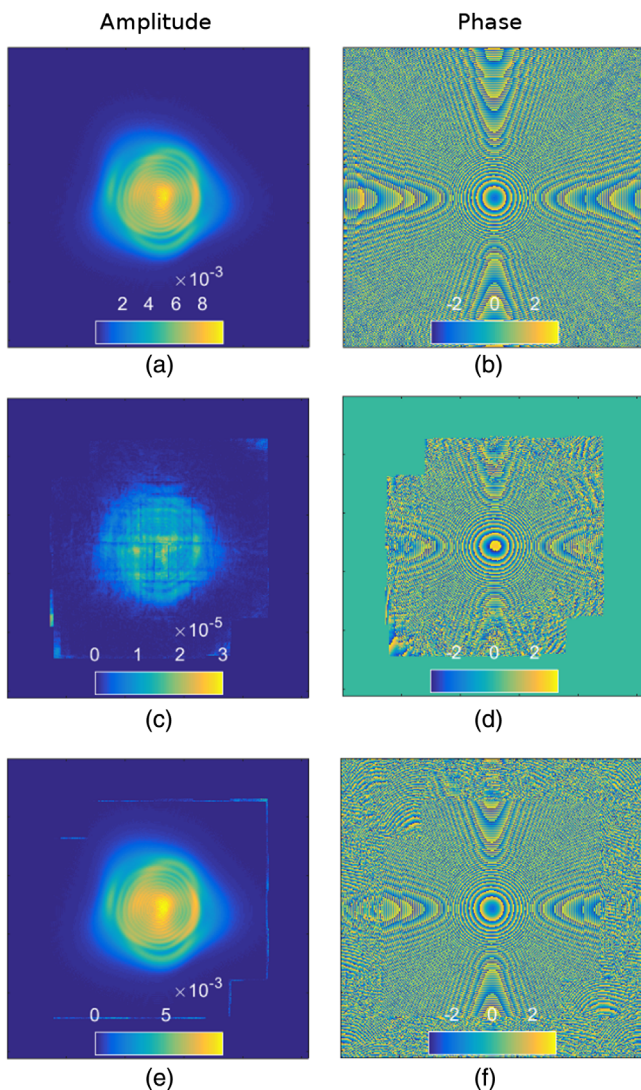 Amplitude
Phase
×10⁻³
2 4 6 8
-2 0 2
(a)
(b)
×10⁻⁵
0 1 2 3
-2 0 2
(c)
(d)
×10⁻³
0 5
-2 0 2
(e)
(f)